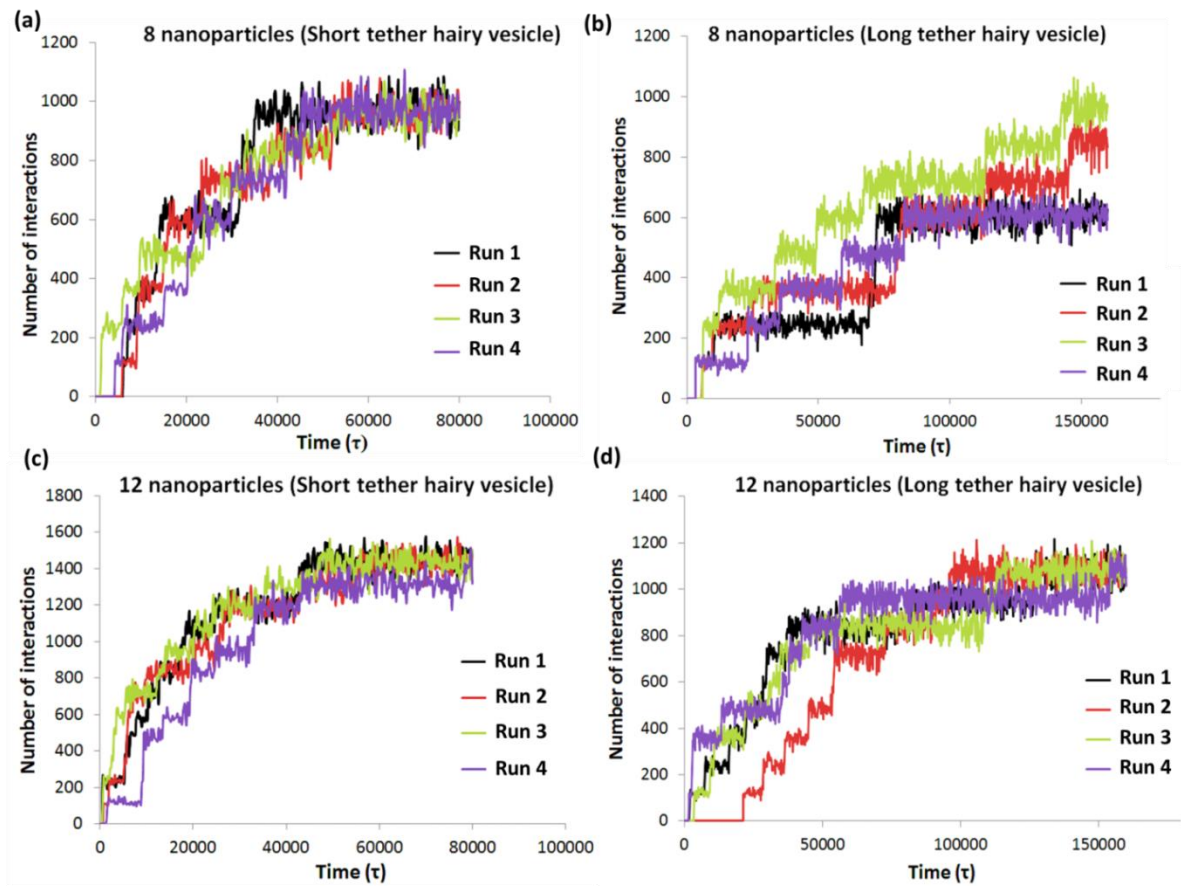 (a)
8 nanoparticles (Short tether hairy vesicle)
1200
1000
800
600
400
200
0
Number of interactions
Run 1
Run 2
Run 3
Run 4
0 20000 40000 60000 80000 100000
Time (τ)
(b)
8 nanoparticles (Long tether hairy vesicle)
1200
1000
800
600
400
200
0
Number of interactions
Run 1
Run 2
Run 3
Run 4
0 50000 100000 150000
Time (τ)
(c)
12 nanoparticles (Short tether hairy vesicle)
1800
1600
1400
1200
1000
800
600
400
200
0
Number of interactions
Run 1
Run 2
Run 3
Run 4
0 20000 40000 60000 80000 100000
Time (τ)
(d)
12 nanoparticles (Long tether hairy vesicle)
1400
1200
1000
800
600
400
200
0
Number of interactions
Run 1
Run 2
Run 3
Run 4
0 50000 100000 150000
Time (τ)